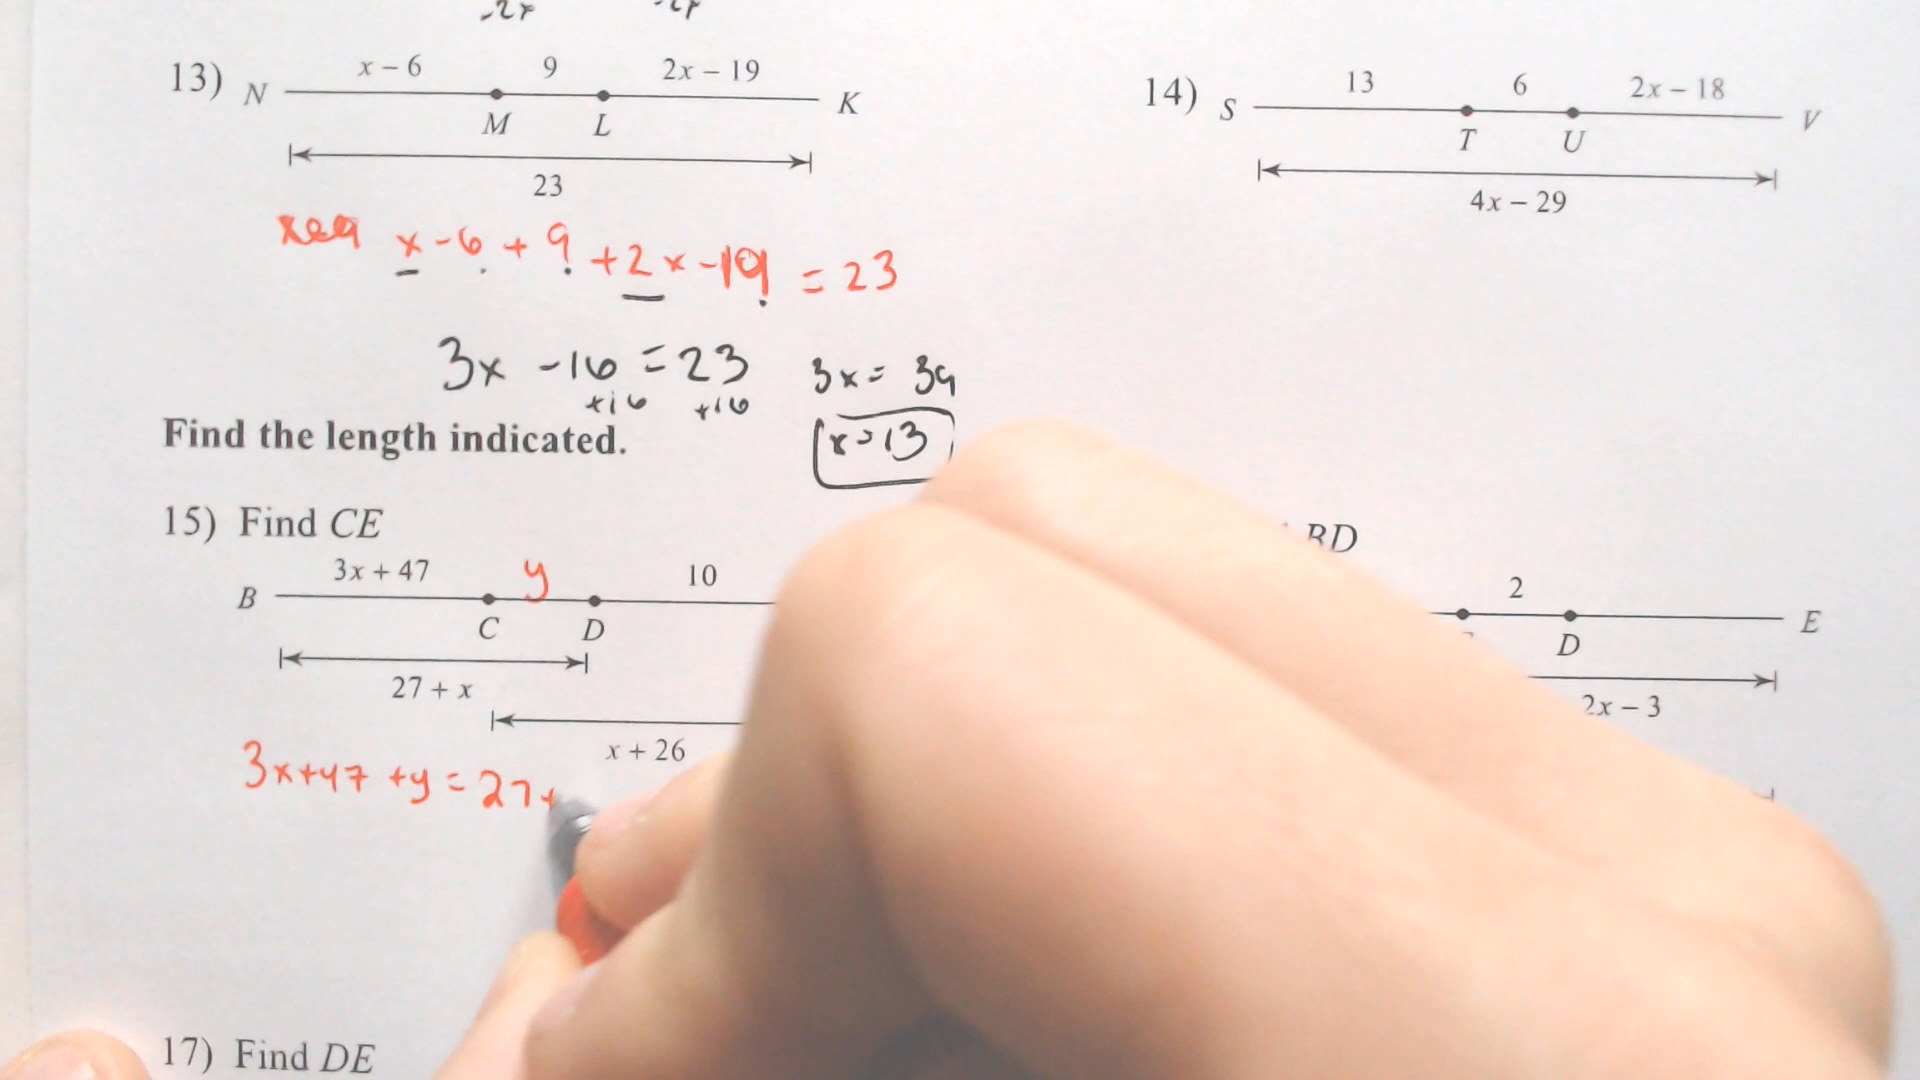 -2x -2x
13) N x – 6 9 2x – 19 K
M L
23
x - 6 + 9 + 2x - 19 = 23
3x - 16 = 23 3x = 39
+16 +16
x = 13
14) S 13 6 2x – 18 V
T U
4x – 29
Find the length indicated.
15) Find CE
B 3x + 47 y 10
C D
27 + x
x + 26
3x+47 +y = 27+
BD
2 E
D
2x – 3
17) Find DE